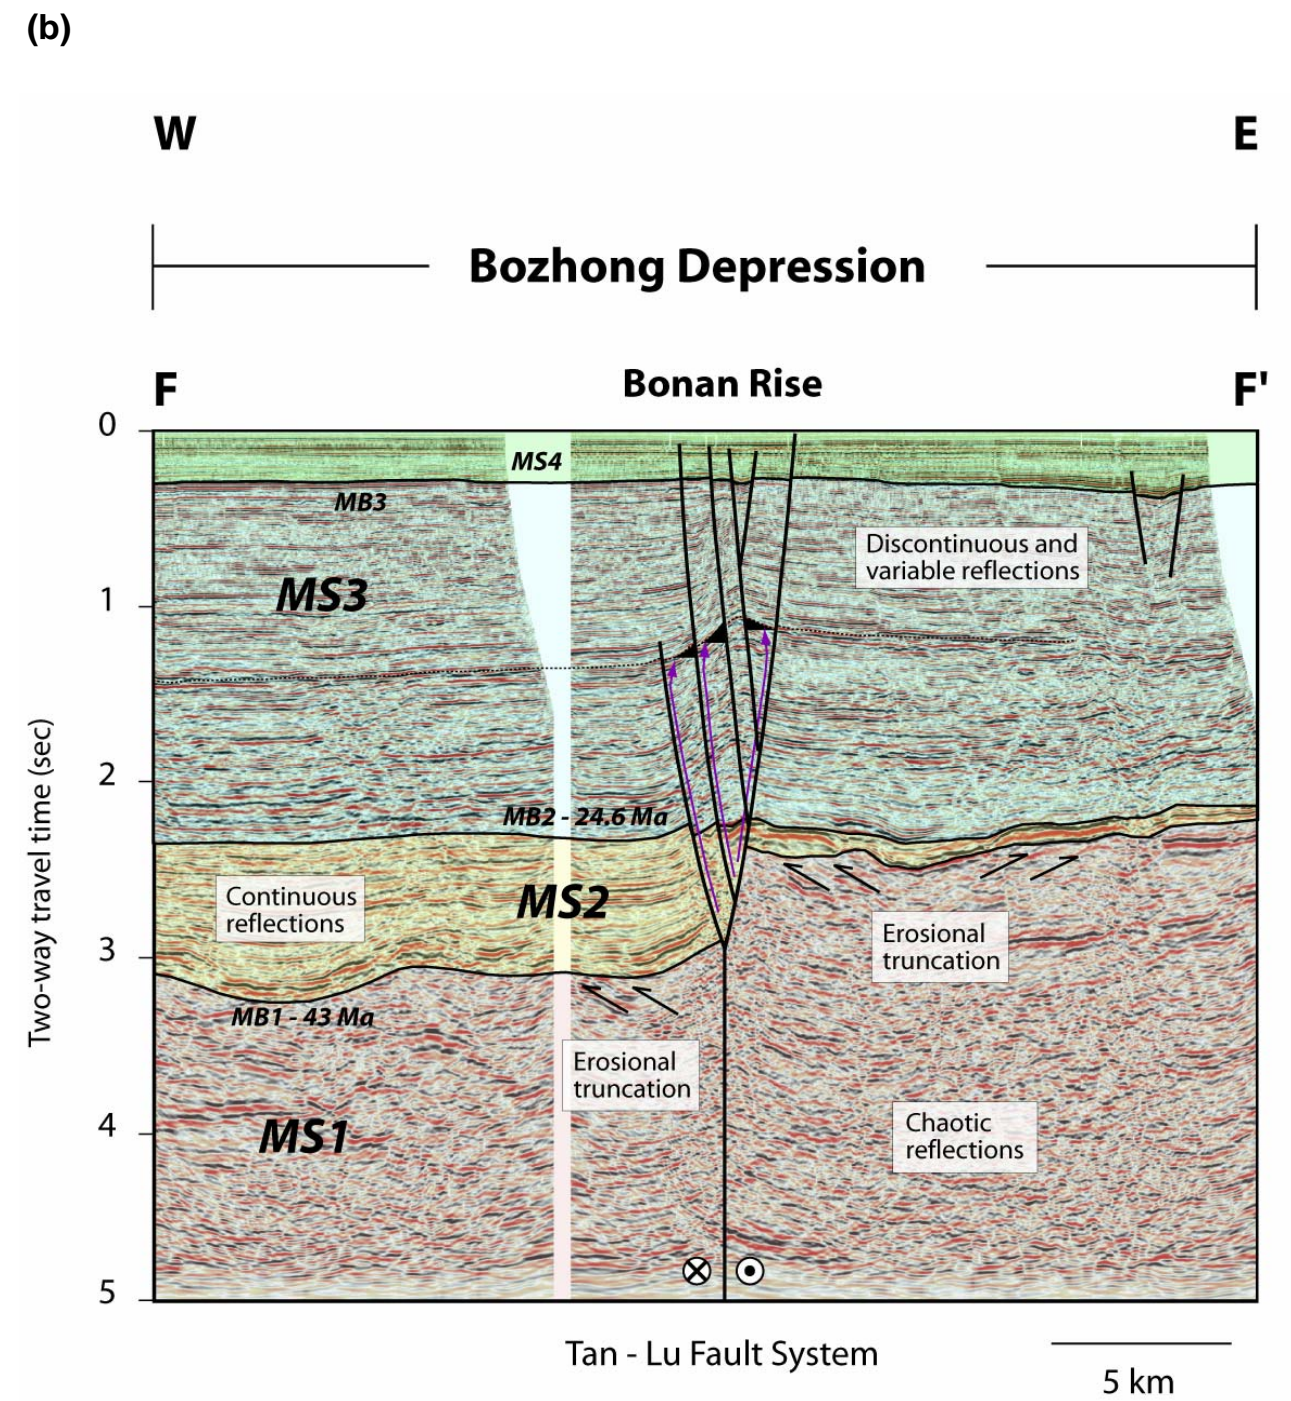 (b)
W
E
Bozhong Depression
F
Bonan Rise
F'
0
MS4
MB3
Discontinuous and
variable reflections
MS3
1
2
MB2 - 24.6 Ma
Continuous
reflections
MS2
Erosional
truncation
3
MB1 - 43 Ma
Erosional
truncation
4
MS1
Chaotic
reflections
5
Two-way travel time (sec)
Tan - Lu Fault System
5 km